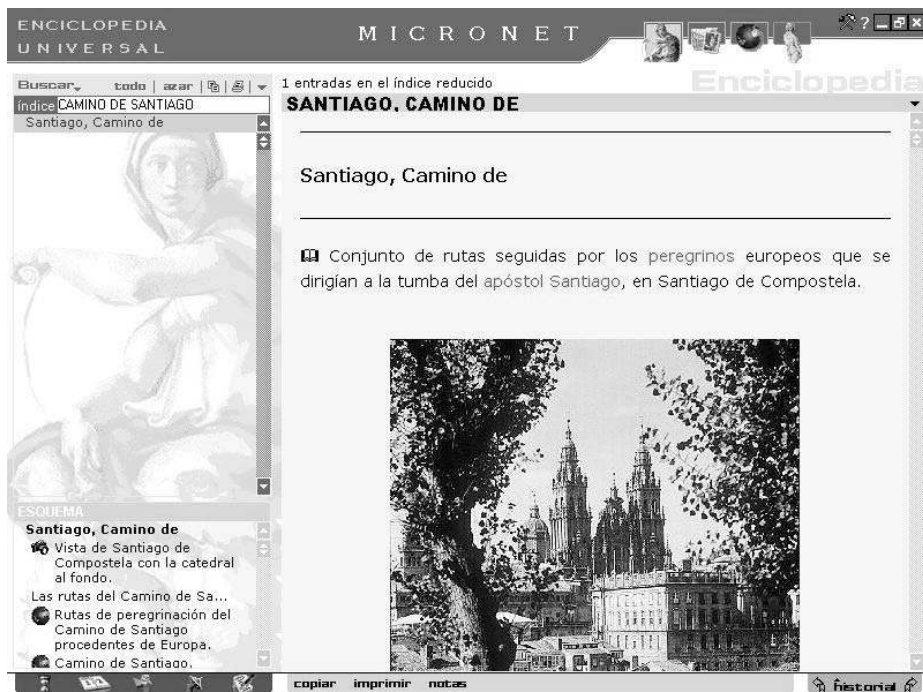 ENCICLOPEDIA
UNIVERSAL
MICRONET
?
Buscar
todo | azar |
índice CAMINO DE SANTIAGO
Santiago, Camino de
ESQUEMA
Santiago, Camino de
Vista de Santiago de
Compostela con la catedral
al fondo.
Las rutas del Camino de Sa...
Rutas de peregrinación del
Camino de Santiago
procedentes de Europa.
Camino de Santiago.
1 entradas en el índice reducido
Enciclopedia
SANTIAGO, CAMINO DE
Santiago, Camino de
Conjunto de rutas seguidas por los peregrinos europeos que se
dirigían a la tumba del apóstol Santiago, en Santiago de Compostela.
copiar imprimir notas
historial